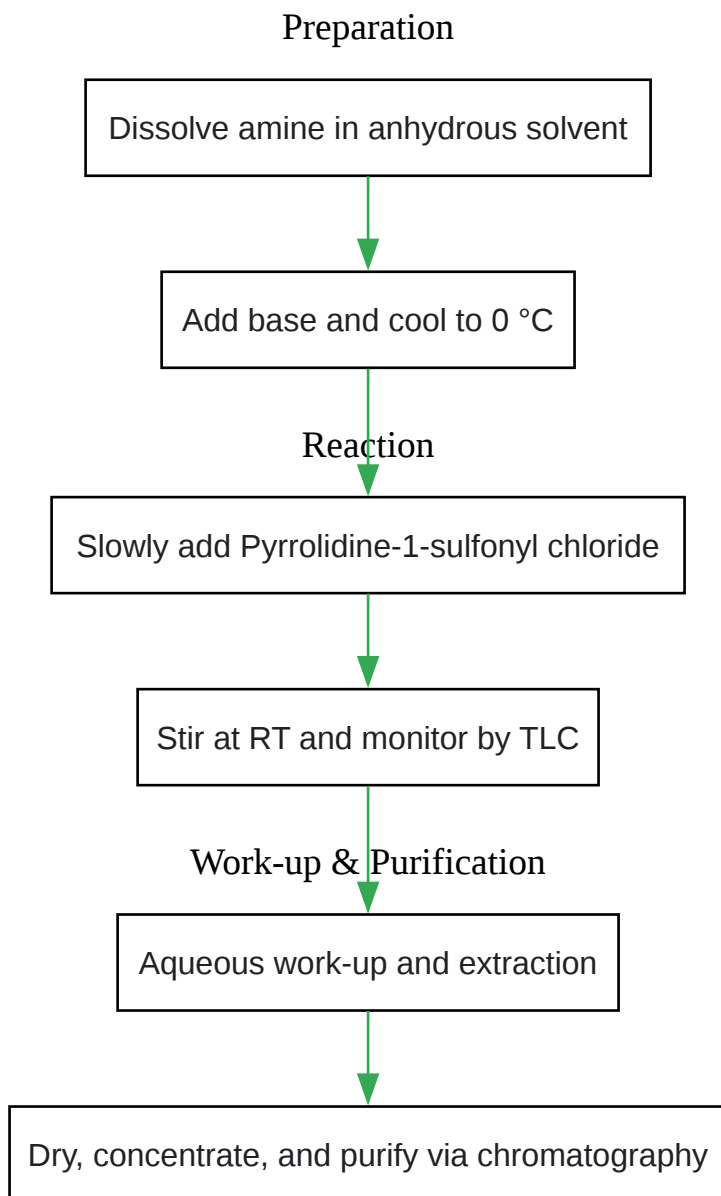 Preparation
Dissolve amine in anhydrous solvent
Add base and cool to 0 °C
Reaction
Slowly add Pyrrolidine-1-sulfonyl chloride
Stir at RT and monitor by TLC
Work-up & Purification
Aqueous work-up and extraction
Dry, concentrate, and purify via chromatography